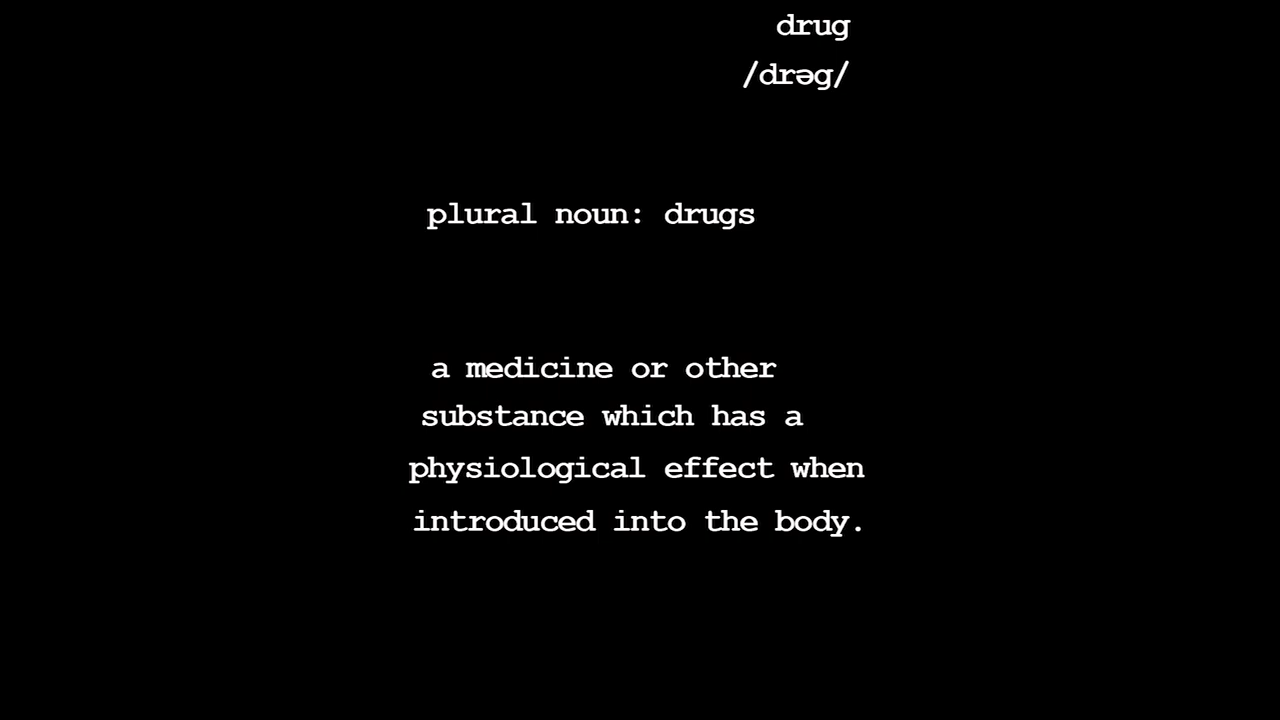 drug
/drəg/
plural noun: drugs
a medicine or other
substance which has a
physiological effect when
introduced into the body.